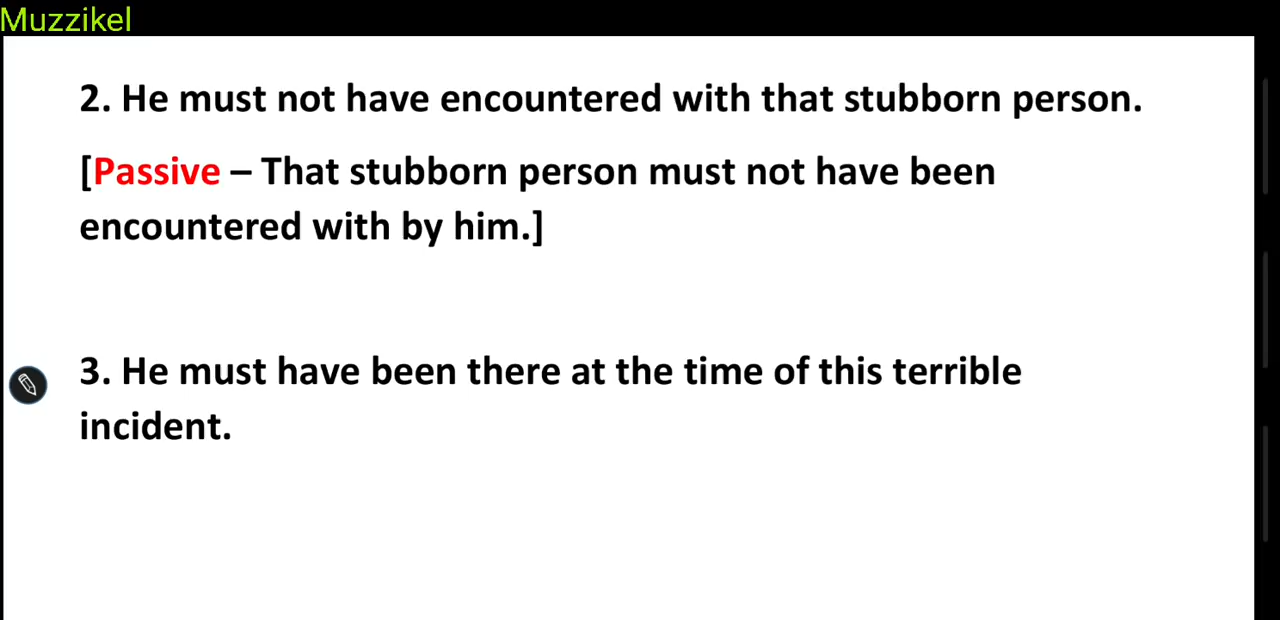 Muzzikel
2. He must not have encountered with that stubborn person.
[Passive – That stubborn person must not have been
encountered with by him.]
3. He must have been there at the time of this terrible
incident.